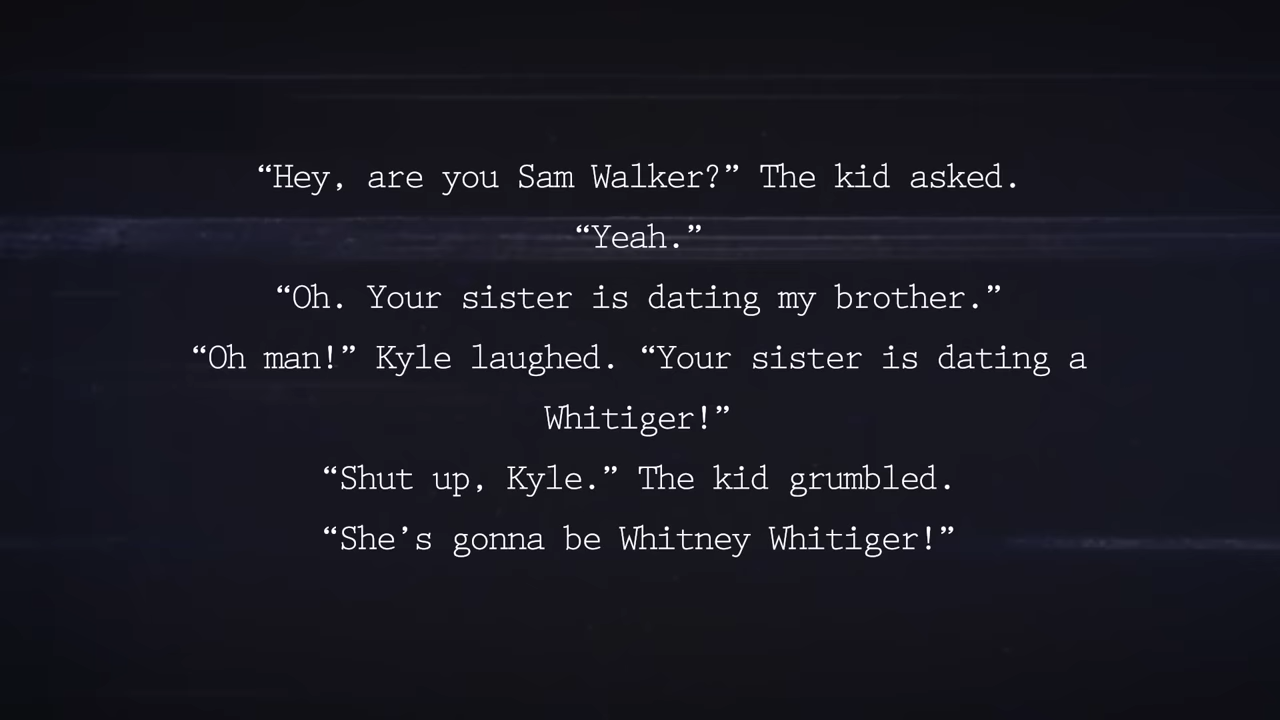 “Hey, are you Sam Walker?” The kid asked.
“Yeah.”
“Oh. Your sister is dating my brother.”
“Oh man!” Kyle laughed. “Your sister is dating a
Whitiger!”
“Shut up, Kyle.” The kid grumbled.
“She’s gonna be Whitney Whitiger!”